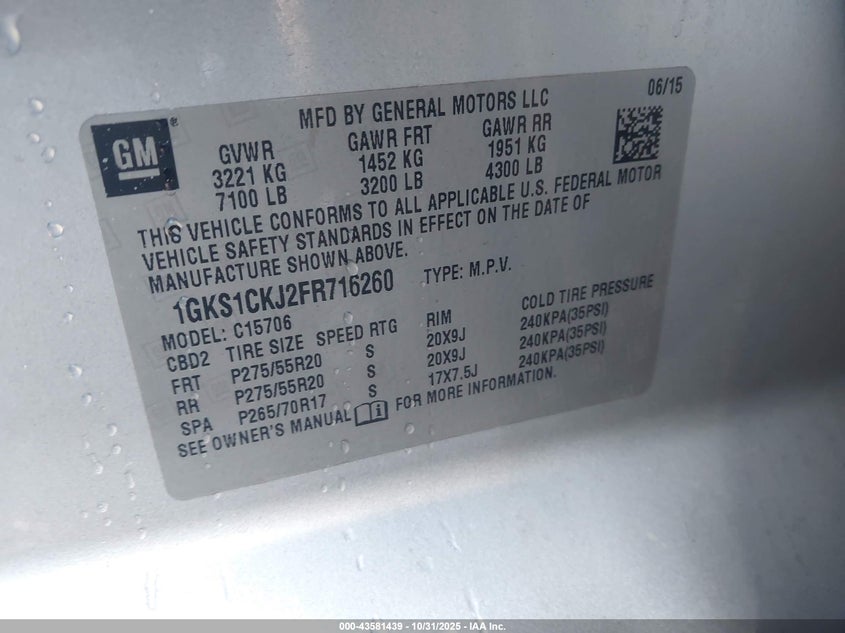 MFD BY GENERAL MOTORS LLC 06/15
GM®
GVWR GAWR FRT GAWR RR
3221 KG 1452 KG 1951 KG
7100 LB 3200 LB 4300 LB
THIS VEHICLE CONFORMS TO ALL APPLICABLE U.S. FEDERAL MOTOR
VEHICLE SAFETY STANDARDS IN EFFECT ON THE DATE OF
MANUFACTURE SHOWN ABOVE.
1GKS1CKJ2FR716260 TYPE: M.P.V.
MODEL: C15706
CBD2 TIRE SIZE SPEED RTG RIM COLD TIRE PRESSURE
FRT P275/55R20 S 20X9J 240KPA(35PSI)
RR P275/55R20 S 20X9J 240KPA(35PSI)
SPA P265/70R17 S 17X7.5J 240KPA(35PSI)
SEE OWNER'S MANUAL i FOR MORE INFORMATION.
000-43581439 - 10/31/2025 - IAA Inc.